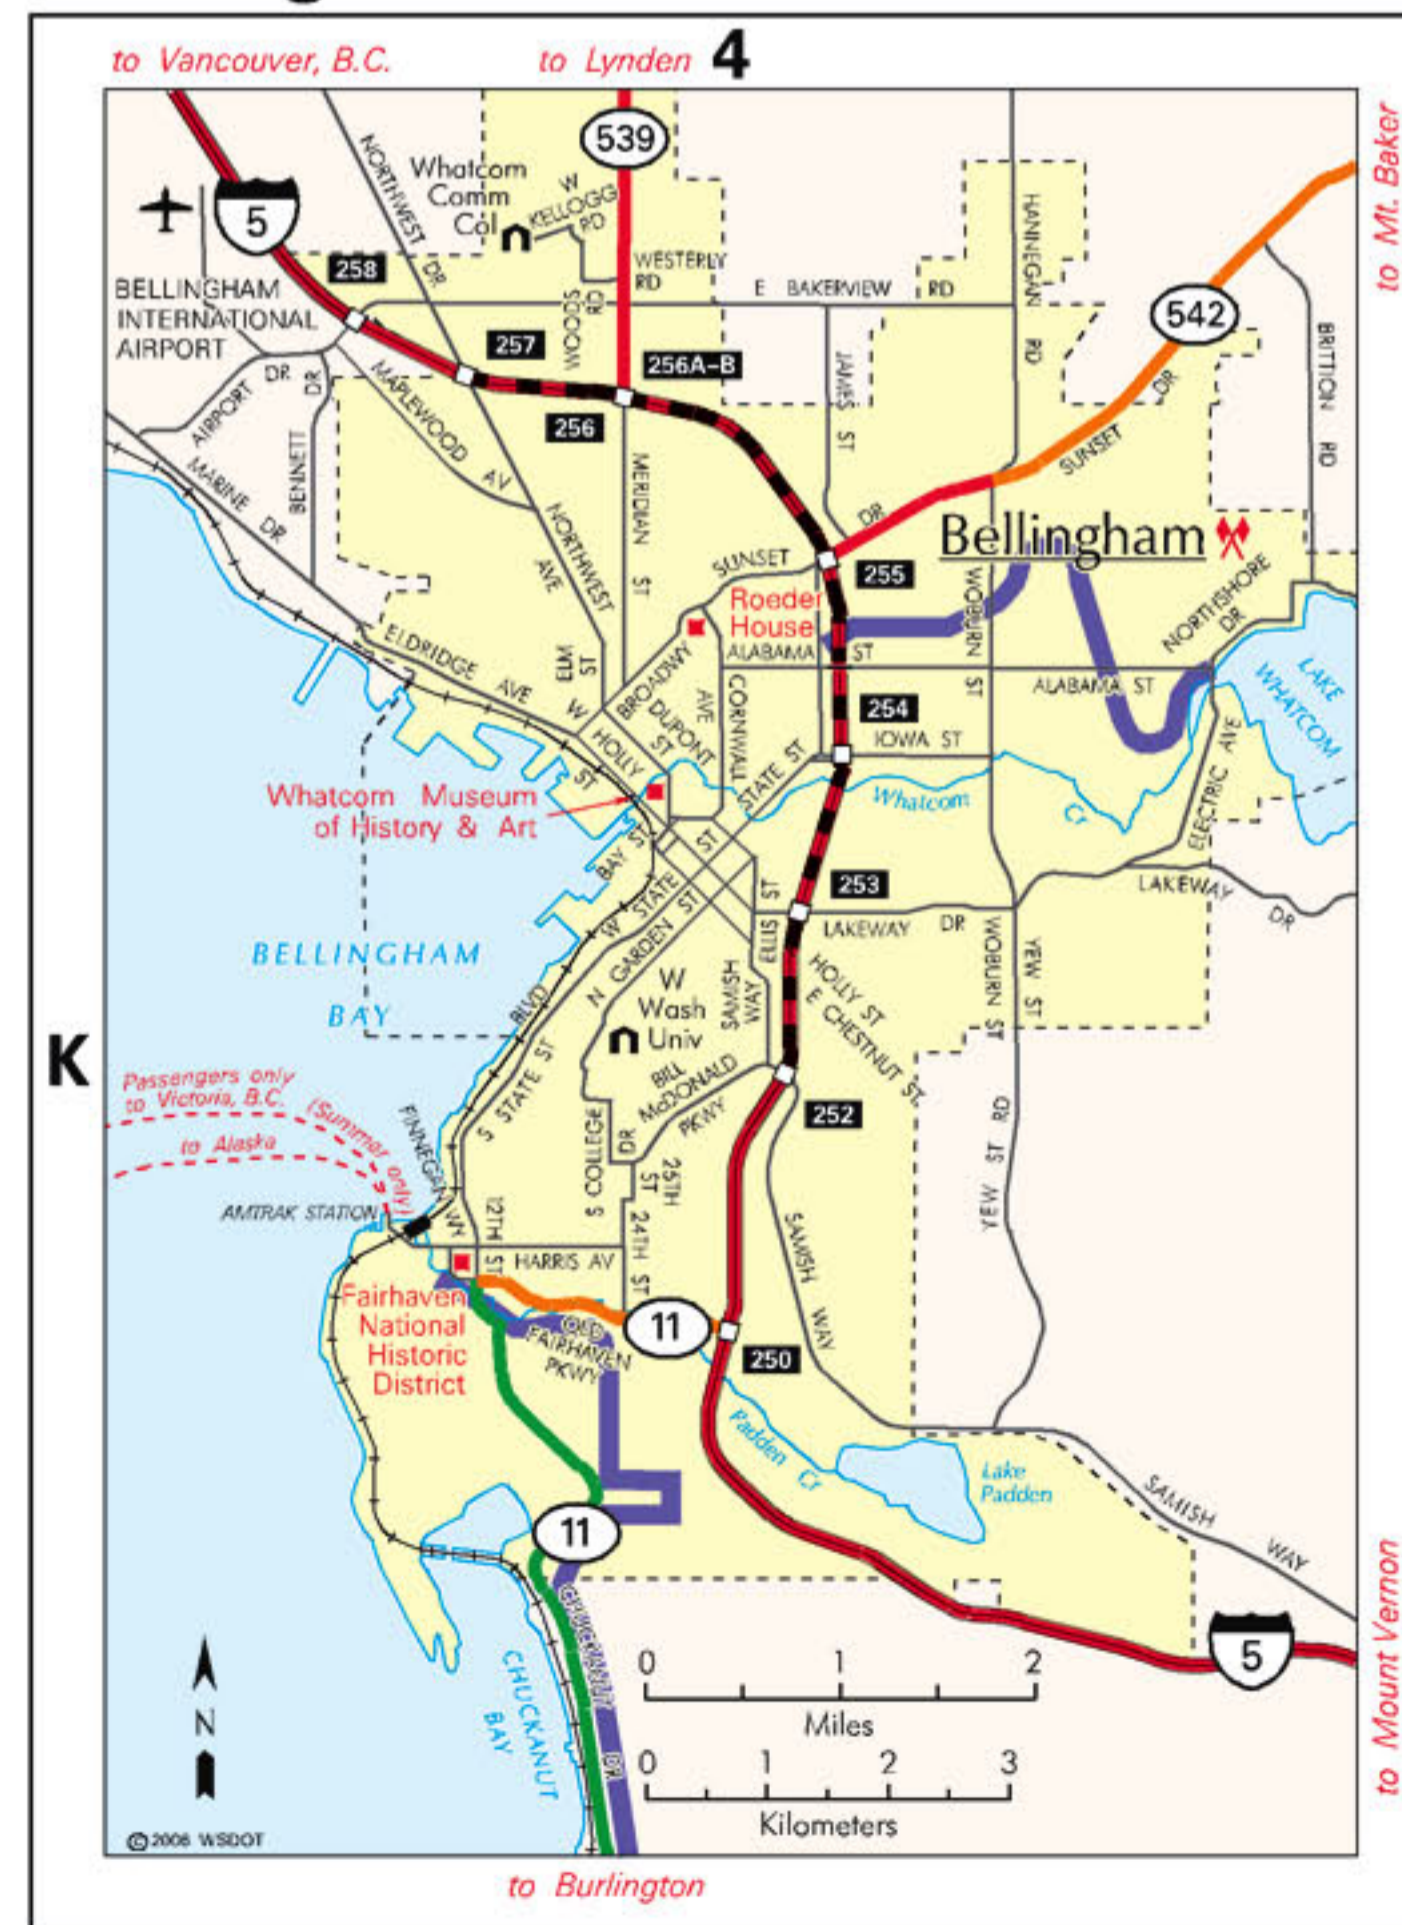 to Vancouver, B.C.
to Lynden
4
to Mt. Baker
539
5
NORTHWEST DR
Whatcom
Comm
Col
W
KELLOGG
RD
WESTERLY
RD
HANNEGAN RD
258
E BAKERVIEW RD
542
BELLINGHAM
INTERNATIONAL
AIRPORT
WOODS
RD
257
256A-B
JAMES ST
BRITTON RD
AIRPORT DR
BENNETT DR
MAPLEWOOD AV
256
SUNSET DR
MARINE DR
MERIDIAN ST
NORTHWEST
AVE
DR
Bellingham
SUNSET
255
Roeder
House
WOBURN ST
NORTHSHORE
DR
ELDRIDGE AVE
ELM
ST
BROADWY
ALABAMA ST
ALABAMA ST
LAKE
WHATCOM
W
HOLLY
ST
DUPONT
ST
AVE
CORNWALL
254
IOWA ST
STATE ST
ELECTRIC AVE
Whatcom Museum
of History & Art
Whatcom Cr
BAY ST
ST
253
W STATE
ST
LAKEWAY DR
LAKEWAY
DR
ELLIS ST
N GARDEN
BELLINGHAM
BAY
W
Wash
Univ
SAMISH
WAY
HOLLY ST
E CHESTNUT ST.
WOBURN ST
YEW ST
BLVD
K
Passengers only
to Victoria, B.C.
(Summer only)
to Alaska
S STATE ST
BILL
McDONALD
PKWY
252
FINNEGAN WY
S COLLEGE DR
25TH
ST
YEW ST RD
AMTRAK STATION
12TH
ST
HARRIS AV
24TH ST
SAMISH WAY
Fairhaven
National
Historic
District
OLD
FAIRHAVEN
PKWY
11
250
Padden Cr
Lake
Padden
SAMISH WAY
11
CHUCKANUT DR
5
CHUCKANUT
BAY
N
0 1 2
Miles
0 1 2 3
Kilometers
©2006 WSDOT
to Mount Vernon
to Burlington